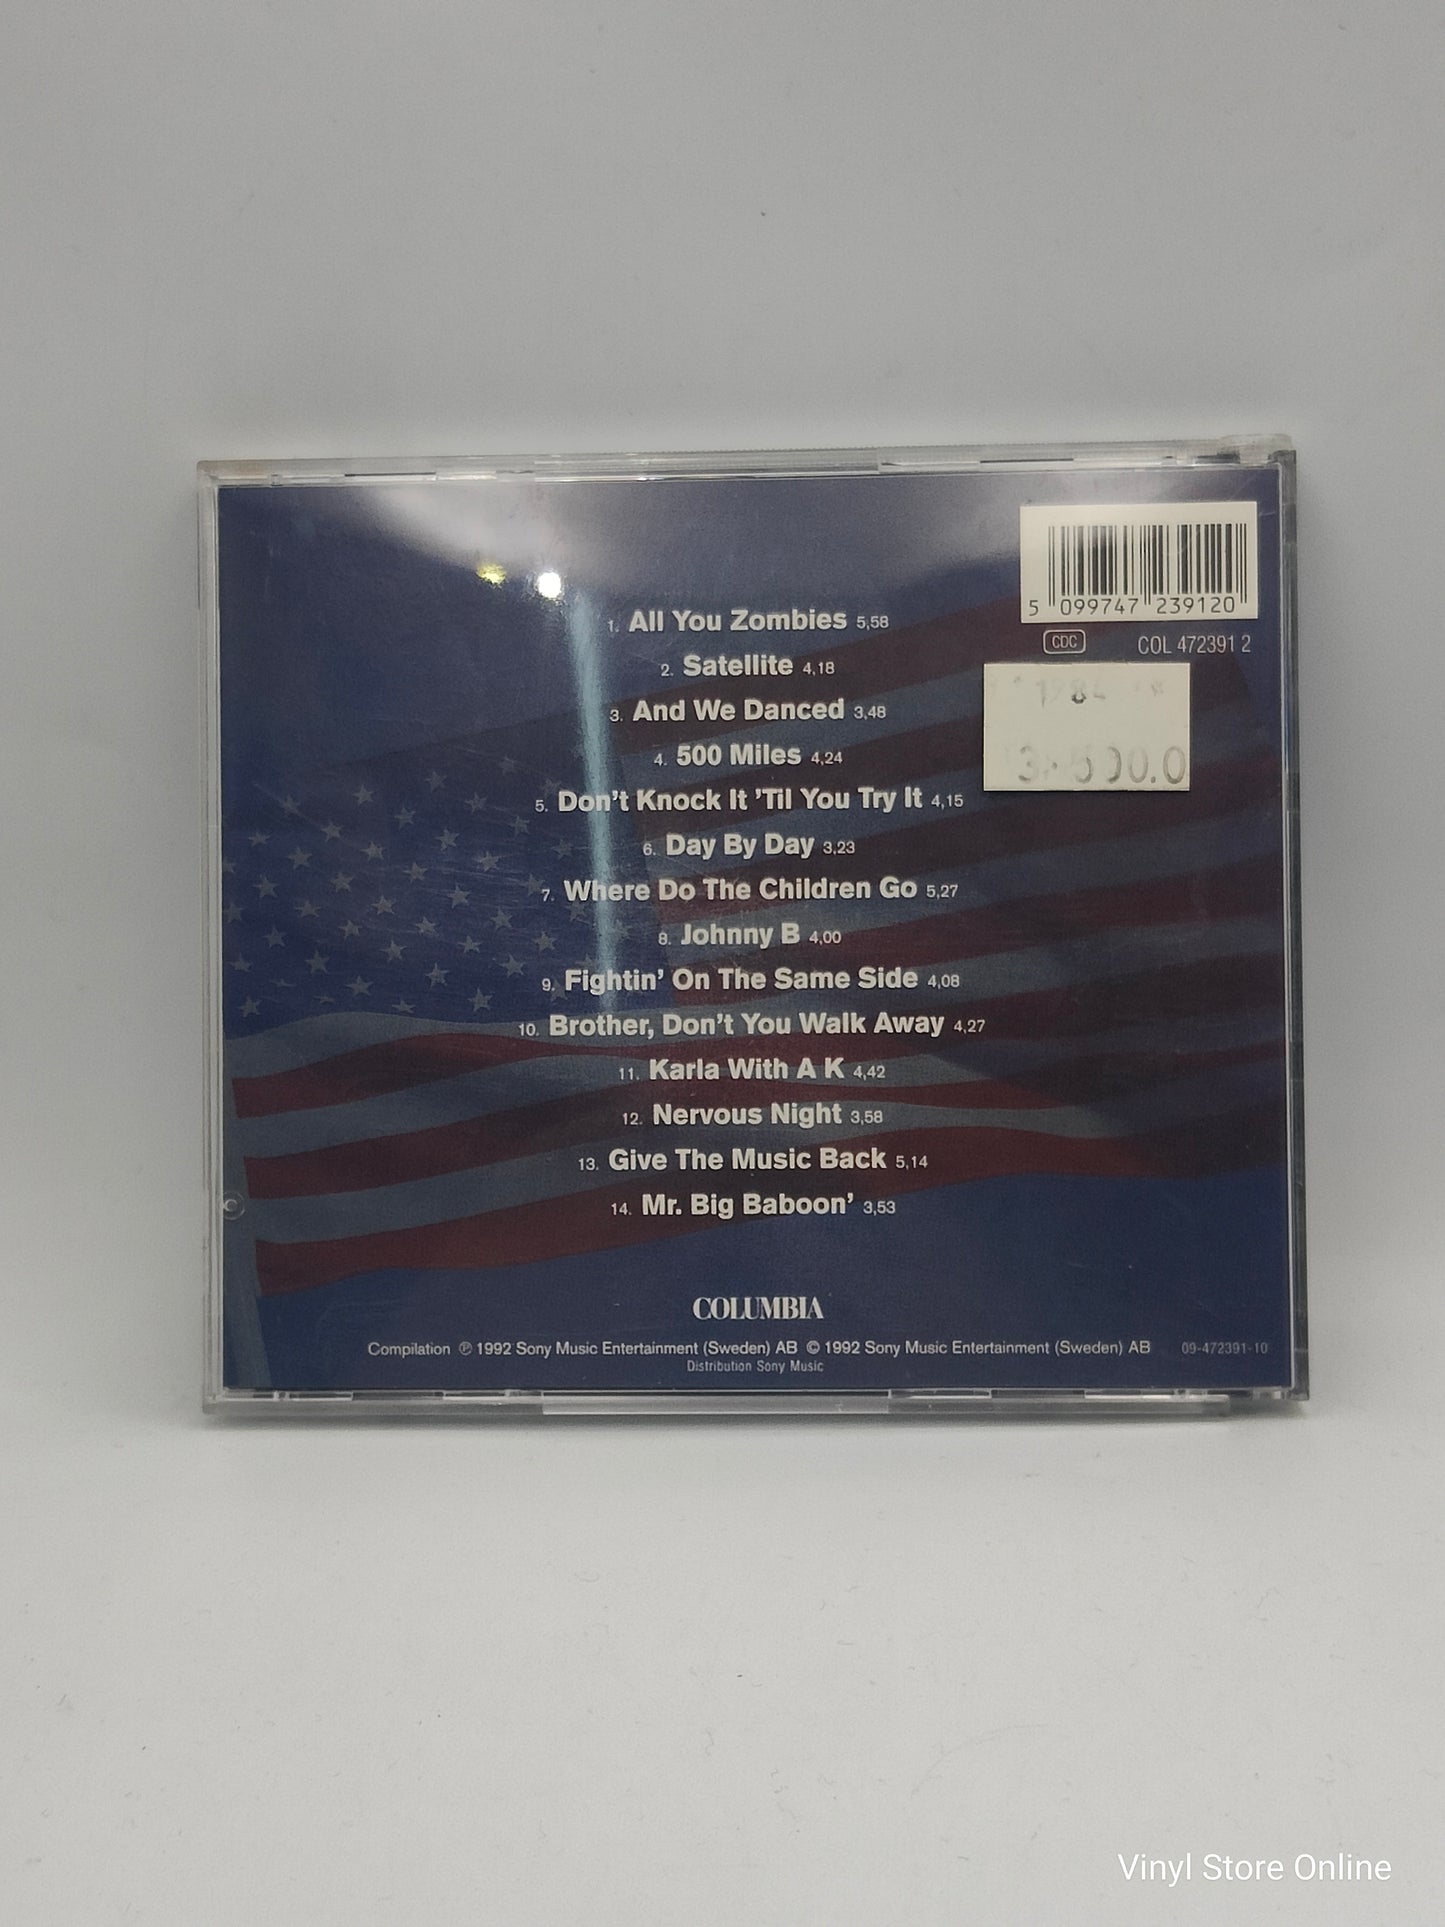 5 099747 239120
CDC COL 472391 2
1. All You Zombies 5,58
2. Satellite 4,18
3. And We Danced 3,48
4. 500 Miles 4,24
5. Don't Knock It 'Til You Try It 4,15
6. Day By Day 3,23
7. Where Do The Children Go 5,27
8. Johnny B 4,00
9. Fightin' On The Same Side 4,08
10. Brother, Don't You Walk Away 4,27
11. Karla With A K 4,42
12. Nervous Night 3,58
13. Give The Music Back 5,14
14. Mr. Big Baboon' 3,53
COLUMBIA
Compilation ℗ 1992 Sony Music Entertainment (Sweden) AB © 1992 Sony Music Entertainment (Sweden) AB 09-472391-10
Distribution Sony Music
Vinyl Store Online